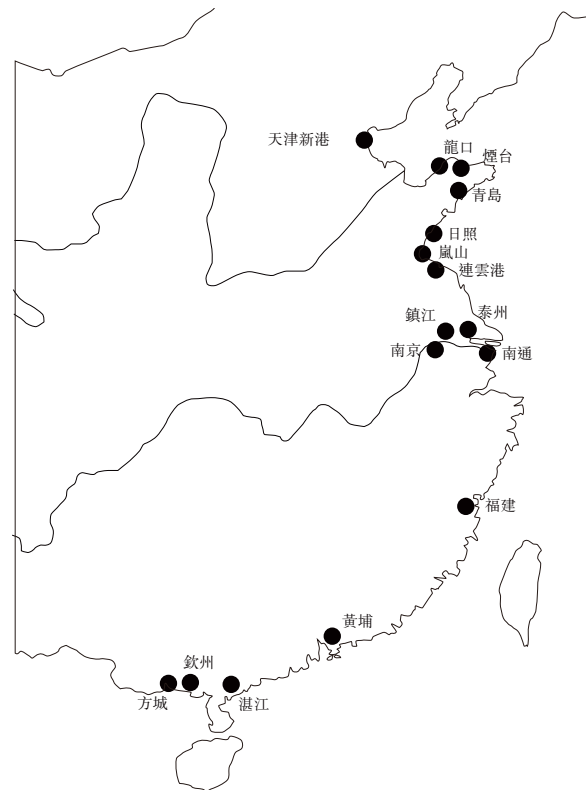 天津新港
龍口
煙台
青島
日照
嵐山
連雲港
鎮江
泰州
南京
南通
福建
黃埔
欽州
方城
湛江